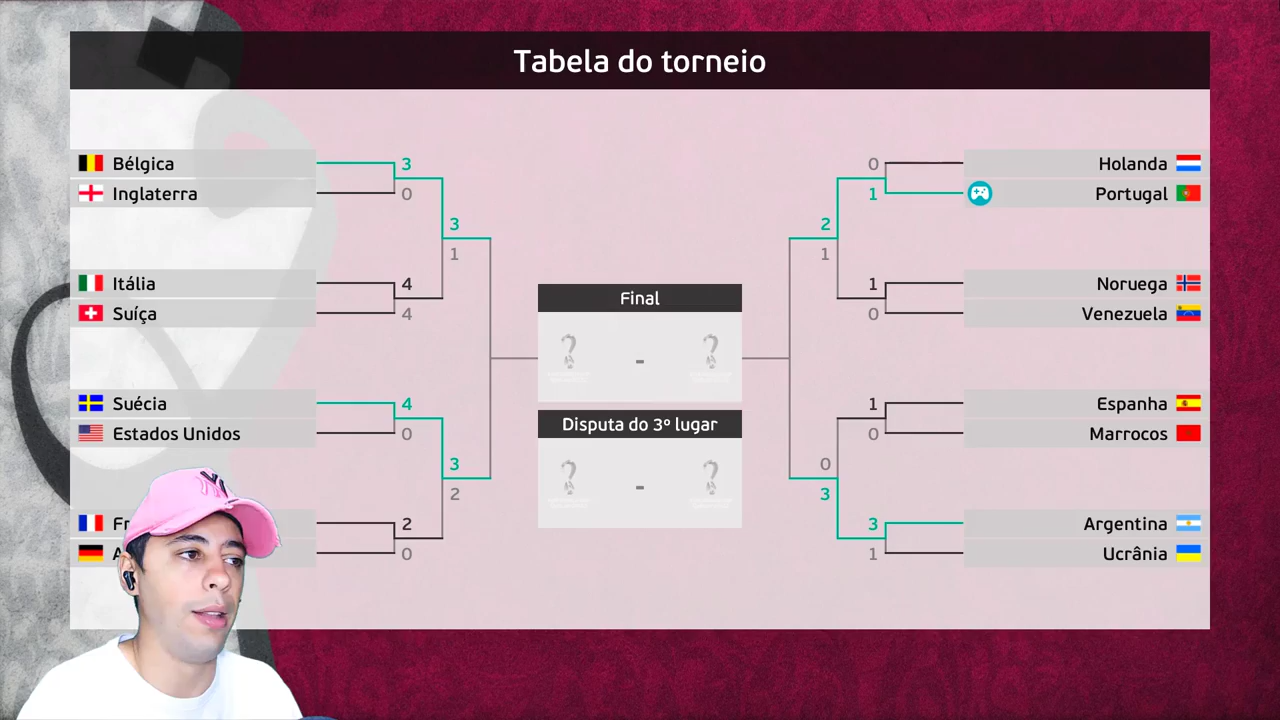 Tabela do torneio
Bélgica 3
Inglaterra 0
3
1
Itália 4
Suíça 4
Suécia 4
Estados Unidos 0
3
2
2
0
Final
-
Disputa do 3º lugar
-
0 Holanda
1 Portugal
2
1
1 Noruega
0 Venezuela
1 Espanha
0 Marrocos
0
3
3 Argentina
1 Ucrânia